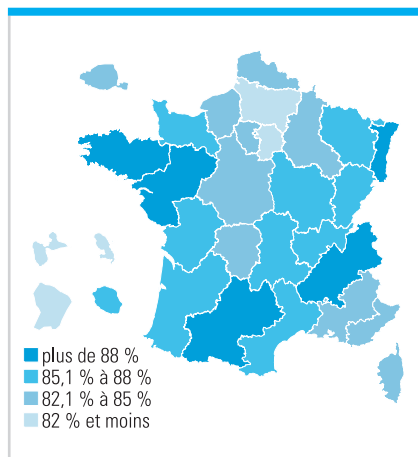 plus de 88 %
85,1 % à 88 %
82,1 % à 85 %
82 % et moins